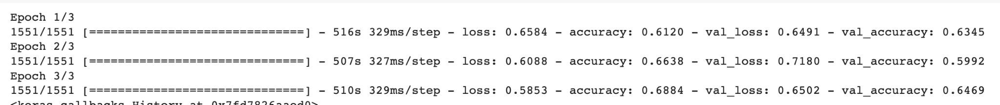 Epoch 1/3
1551/1551 [==============================] - 516s 329ms/step - loss: 0.6584 - accuracy: 0.6120 - val_loss: 0.6491 - val_accuracy: 0.6345
Epoch 2/3
1551/1551 [==============================] - 507s 327ms/step - loss: 0.6088 - accuracy: 0.6638 - val_loss: 0.7180 - val_accuracy: 0.5992
Epoch 3/3
1551/1551 [==============================] - 510s 329ms/step - loss: 0.5853 - accuracy: 0.6884 - val_loss: 0.6502 - val_accuracy: 0.6469
<keras.callbacks.History at